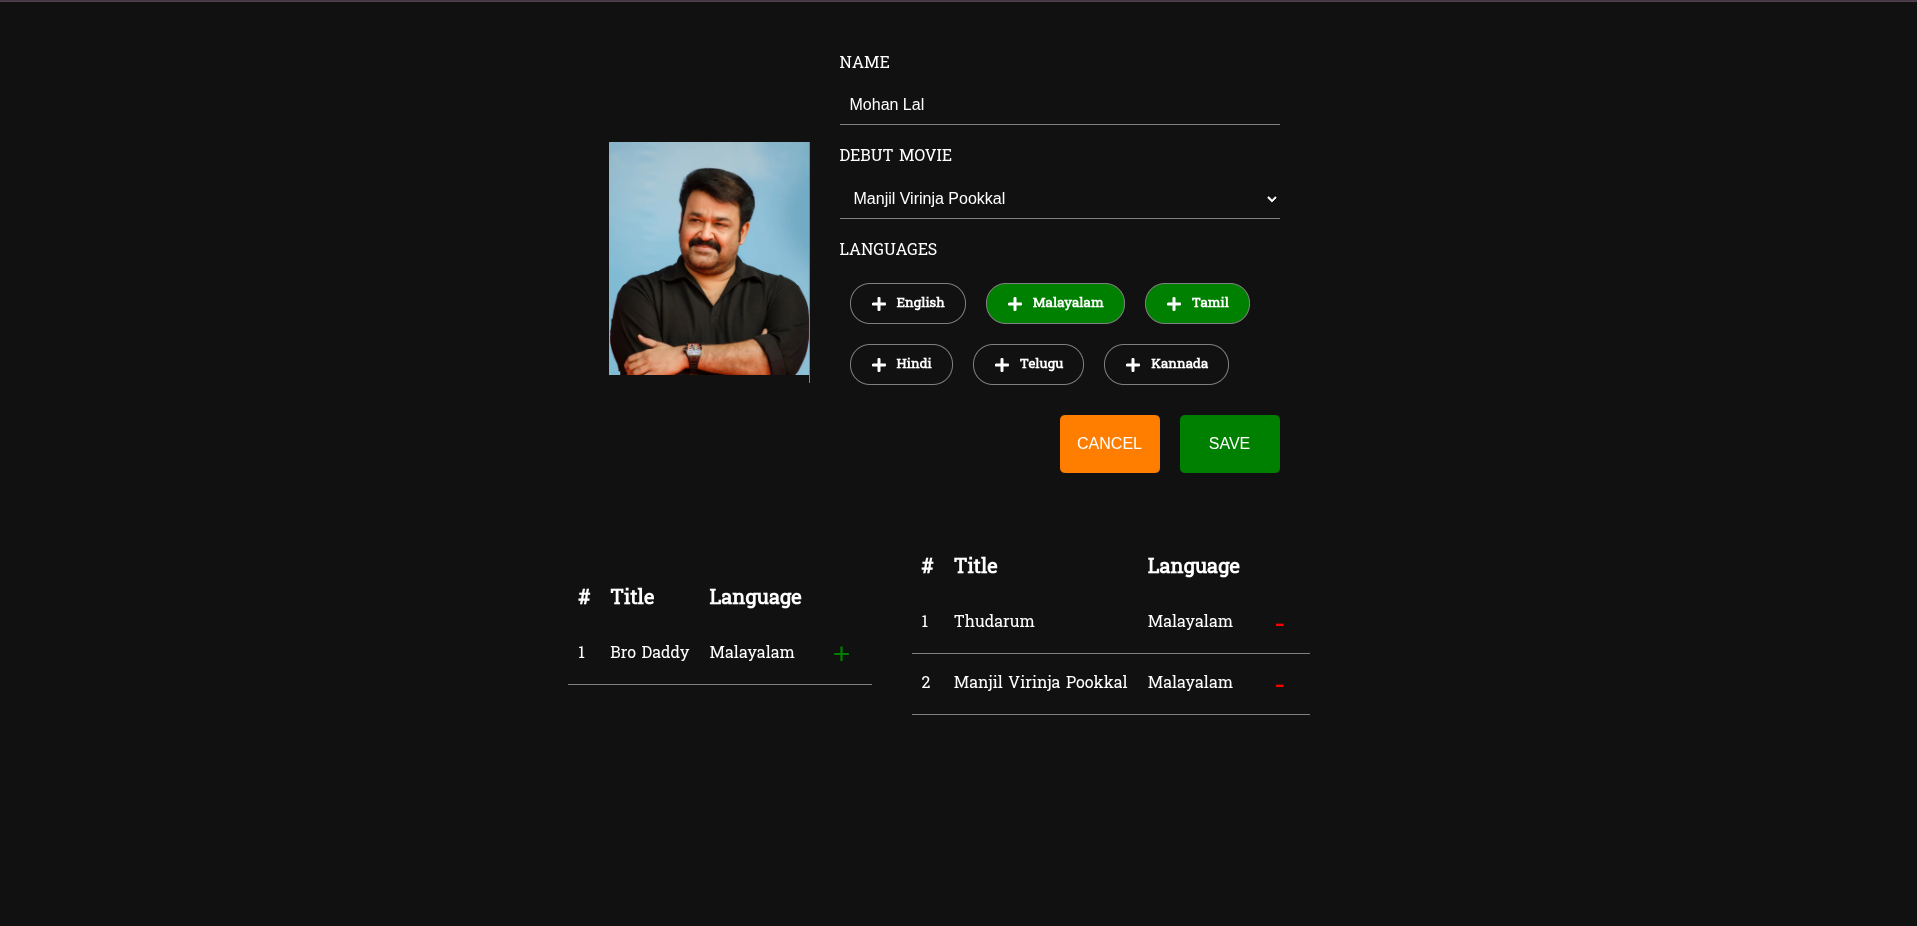 NAME
Mohan Lal
DEBUT MOVIE
Manjil Virinja Pookkal
LANGUAGES
+ English + Malayalam + Tamil
+ Hindi + Telugu + Kannada
CANCEL SAVE
# Title Language
1 Bro Daddy Malayalam +
# Title Language
1 Thudarum Malayalam -
2 Manjil Virinja Pookkal Malayalam -